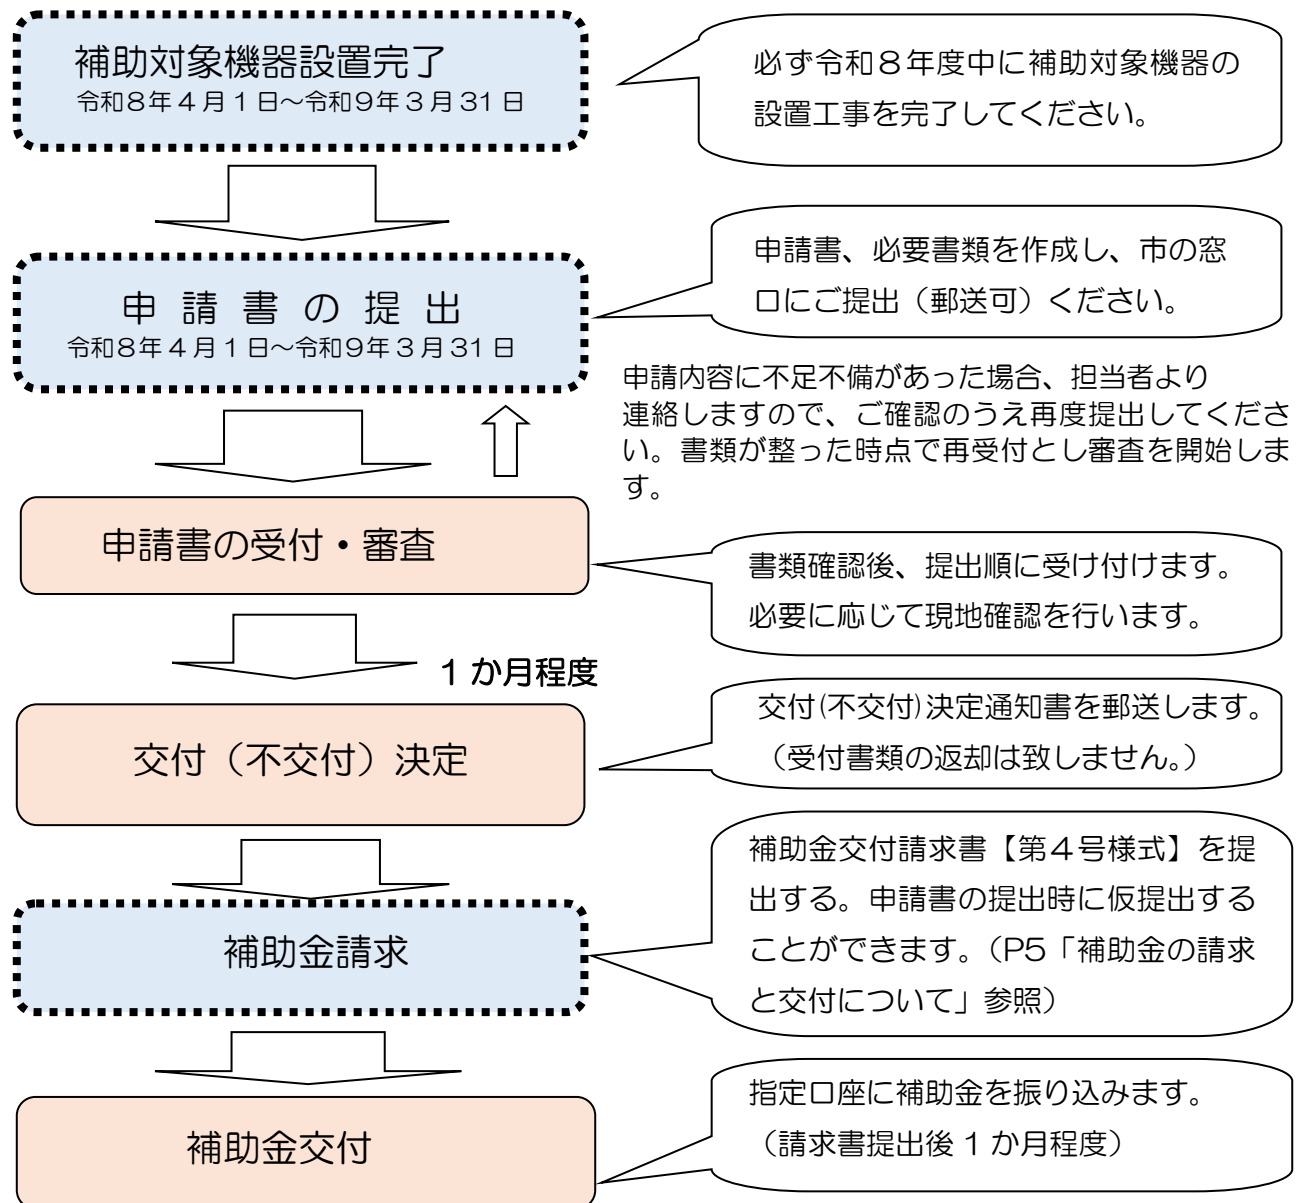 補助対象機器設置完了
令和8年4月1日～令和9年3月31日
必ず令和８年度中に補助対象機器の
設置工事を完了してください。
申請書の提出
令和8年4月1日～令和9年3月31日
申請書、必要書類を作成し、市の窓
口にご提出（郵送可）ください。
申請内容に不足不備があった場合、担当者より
連絡しますので、ご確認のうえ再度提出してくださ
い。書類が整った時点で再受付とし審査を開始しま
す。
申請書の受付・審査
書類確認後、提出順に受け付けます。
必要に応じて現地確認を行います。
1か月程度
交付（不交付）決定
交付(不交付)決定通知書を郵送します。
（受付書類の返却は致しません。）
補助金請求
補助金交付請求書【第４号様式】を提
出する。申請書の提出時に仮提出する
ことができます。（P5「補助金の請求
と交付について」参照）
補助金交付
指定口座に補助金を振り込みます。
（請求書提出後1か月程度）